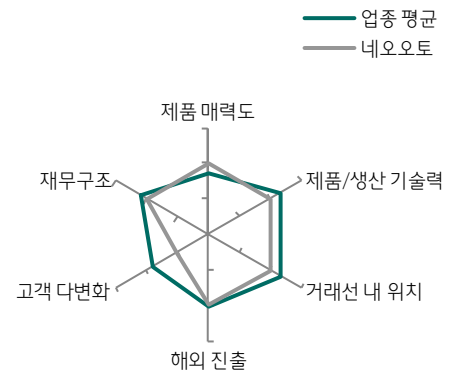 업종 평균
네오오토
제품 매력도
재무구조
제품/생산 기술력
고객 다변화
거래선 내 위치
해외 진출